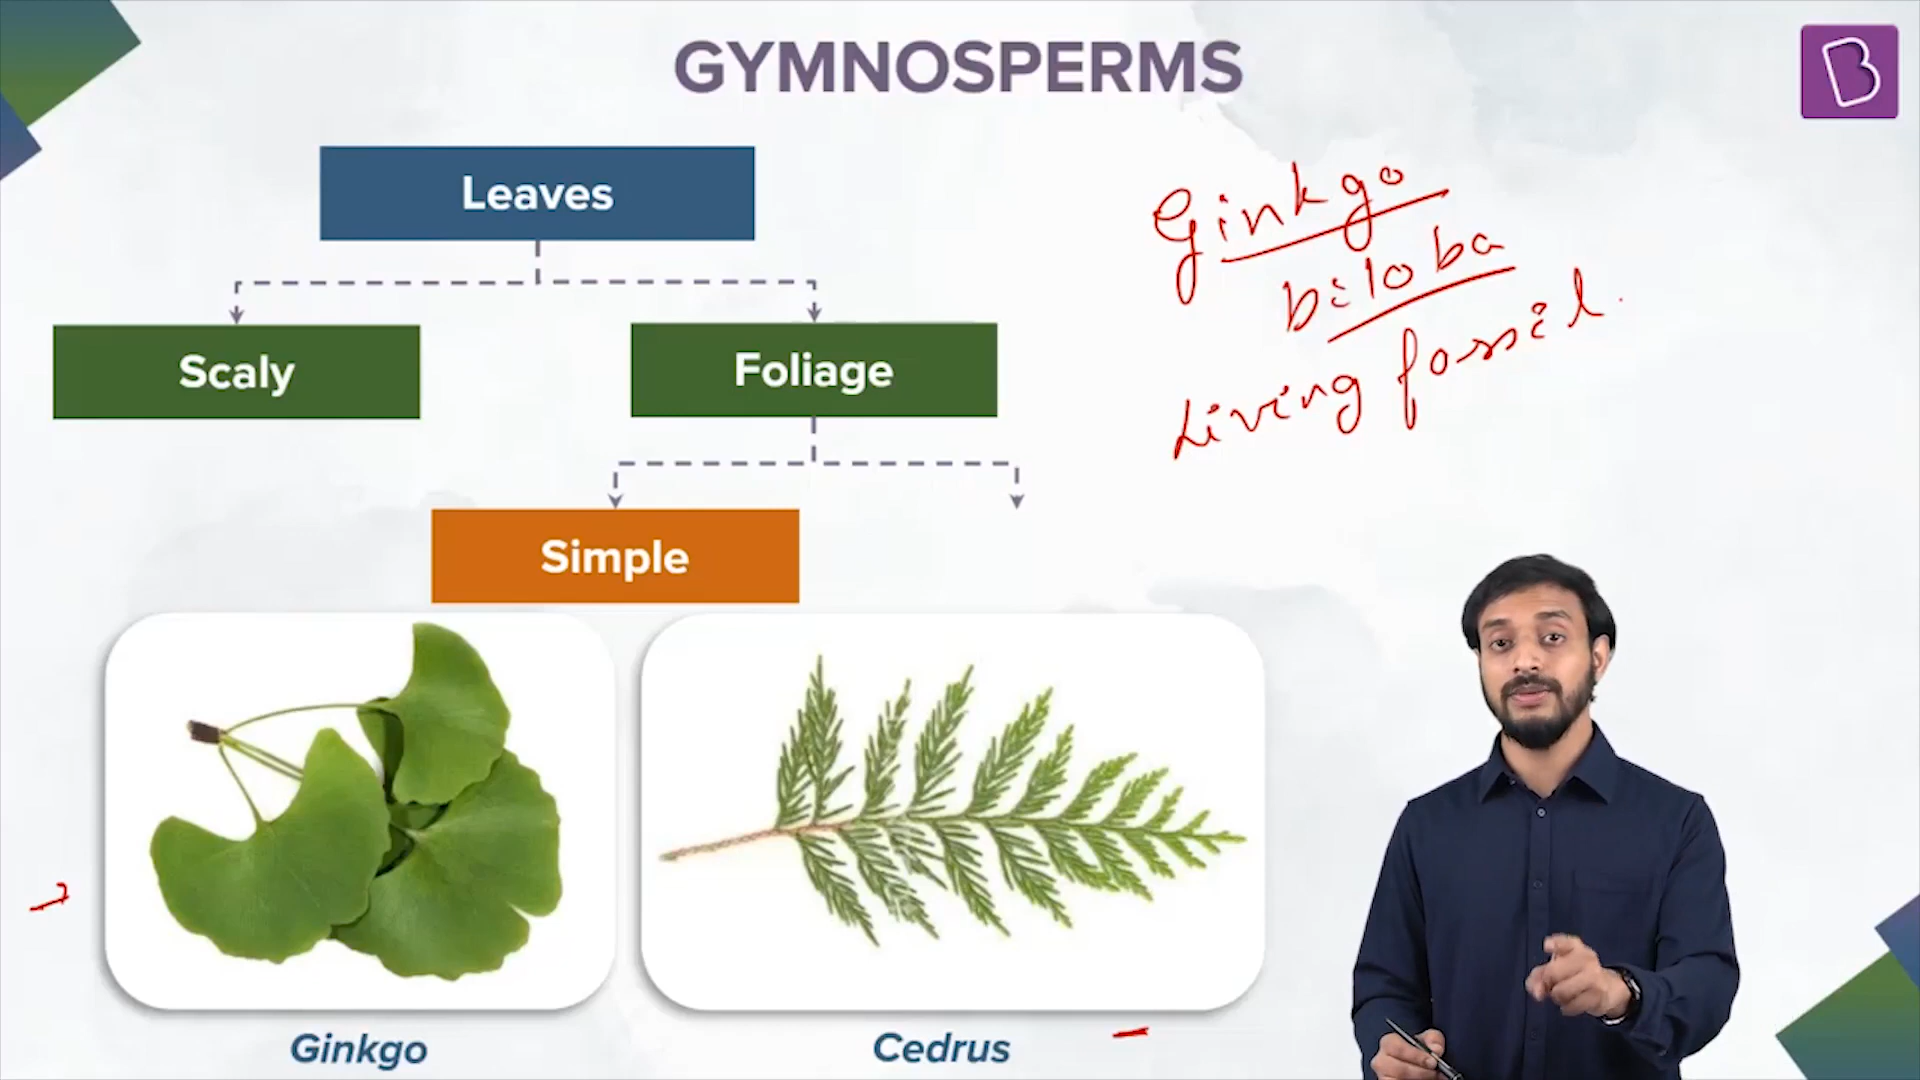 GYMNOSPERMS
B
Leaves
Scaly
Foliage
Simple
Ginkgo
biloba
Living fossil.
Ginkgo
Cedrus